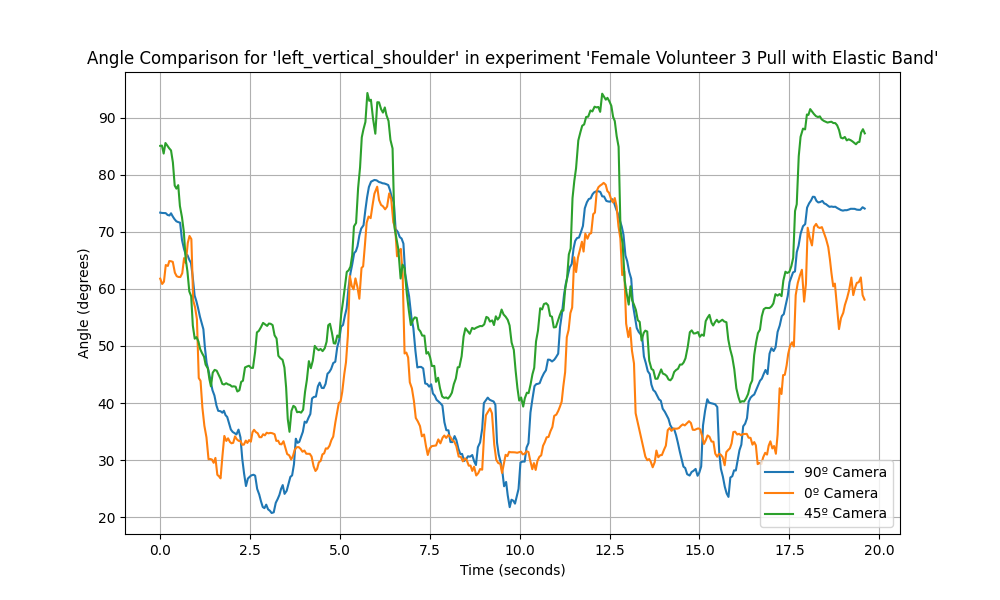 Angle Comparison for 'left_vertical_shoulder' in experiment 'Female Volunteer 3 Pull with Elastic Band'
Angle (degrees)
90
80
70
60
50
40
30
20
90º Camera
0º Camera
45º Camera
0.0 2.5 5.0 7.5 10.0 12.5 15.0 17.5 20.0
Time (seconds)